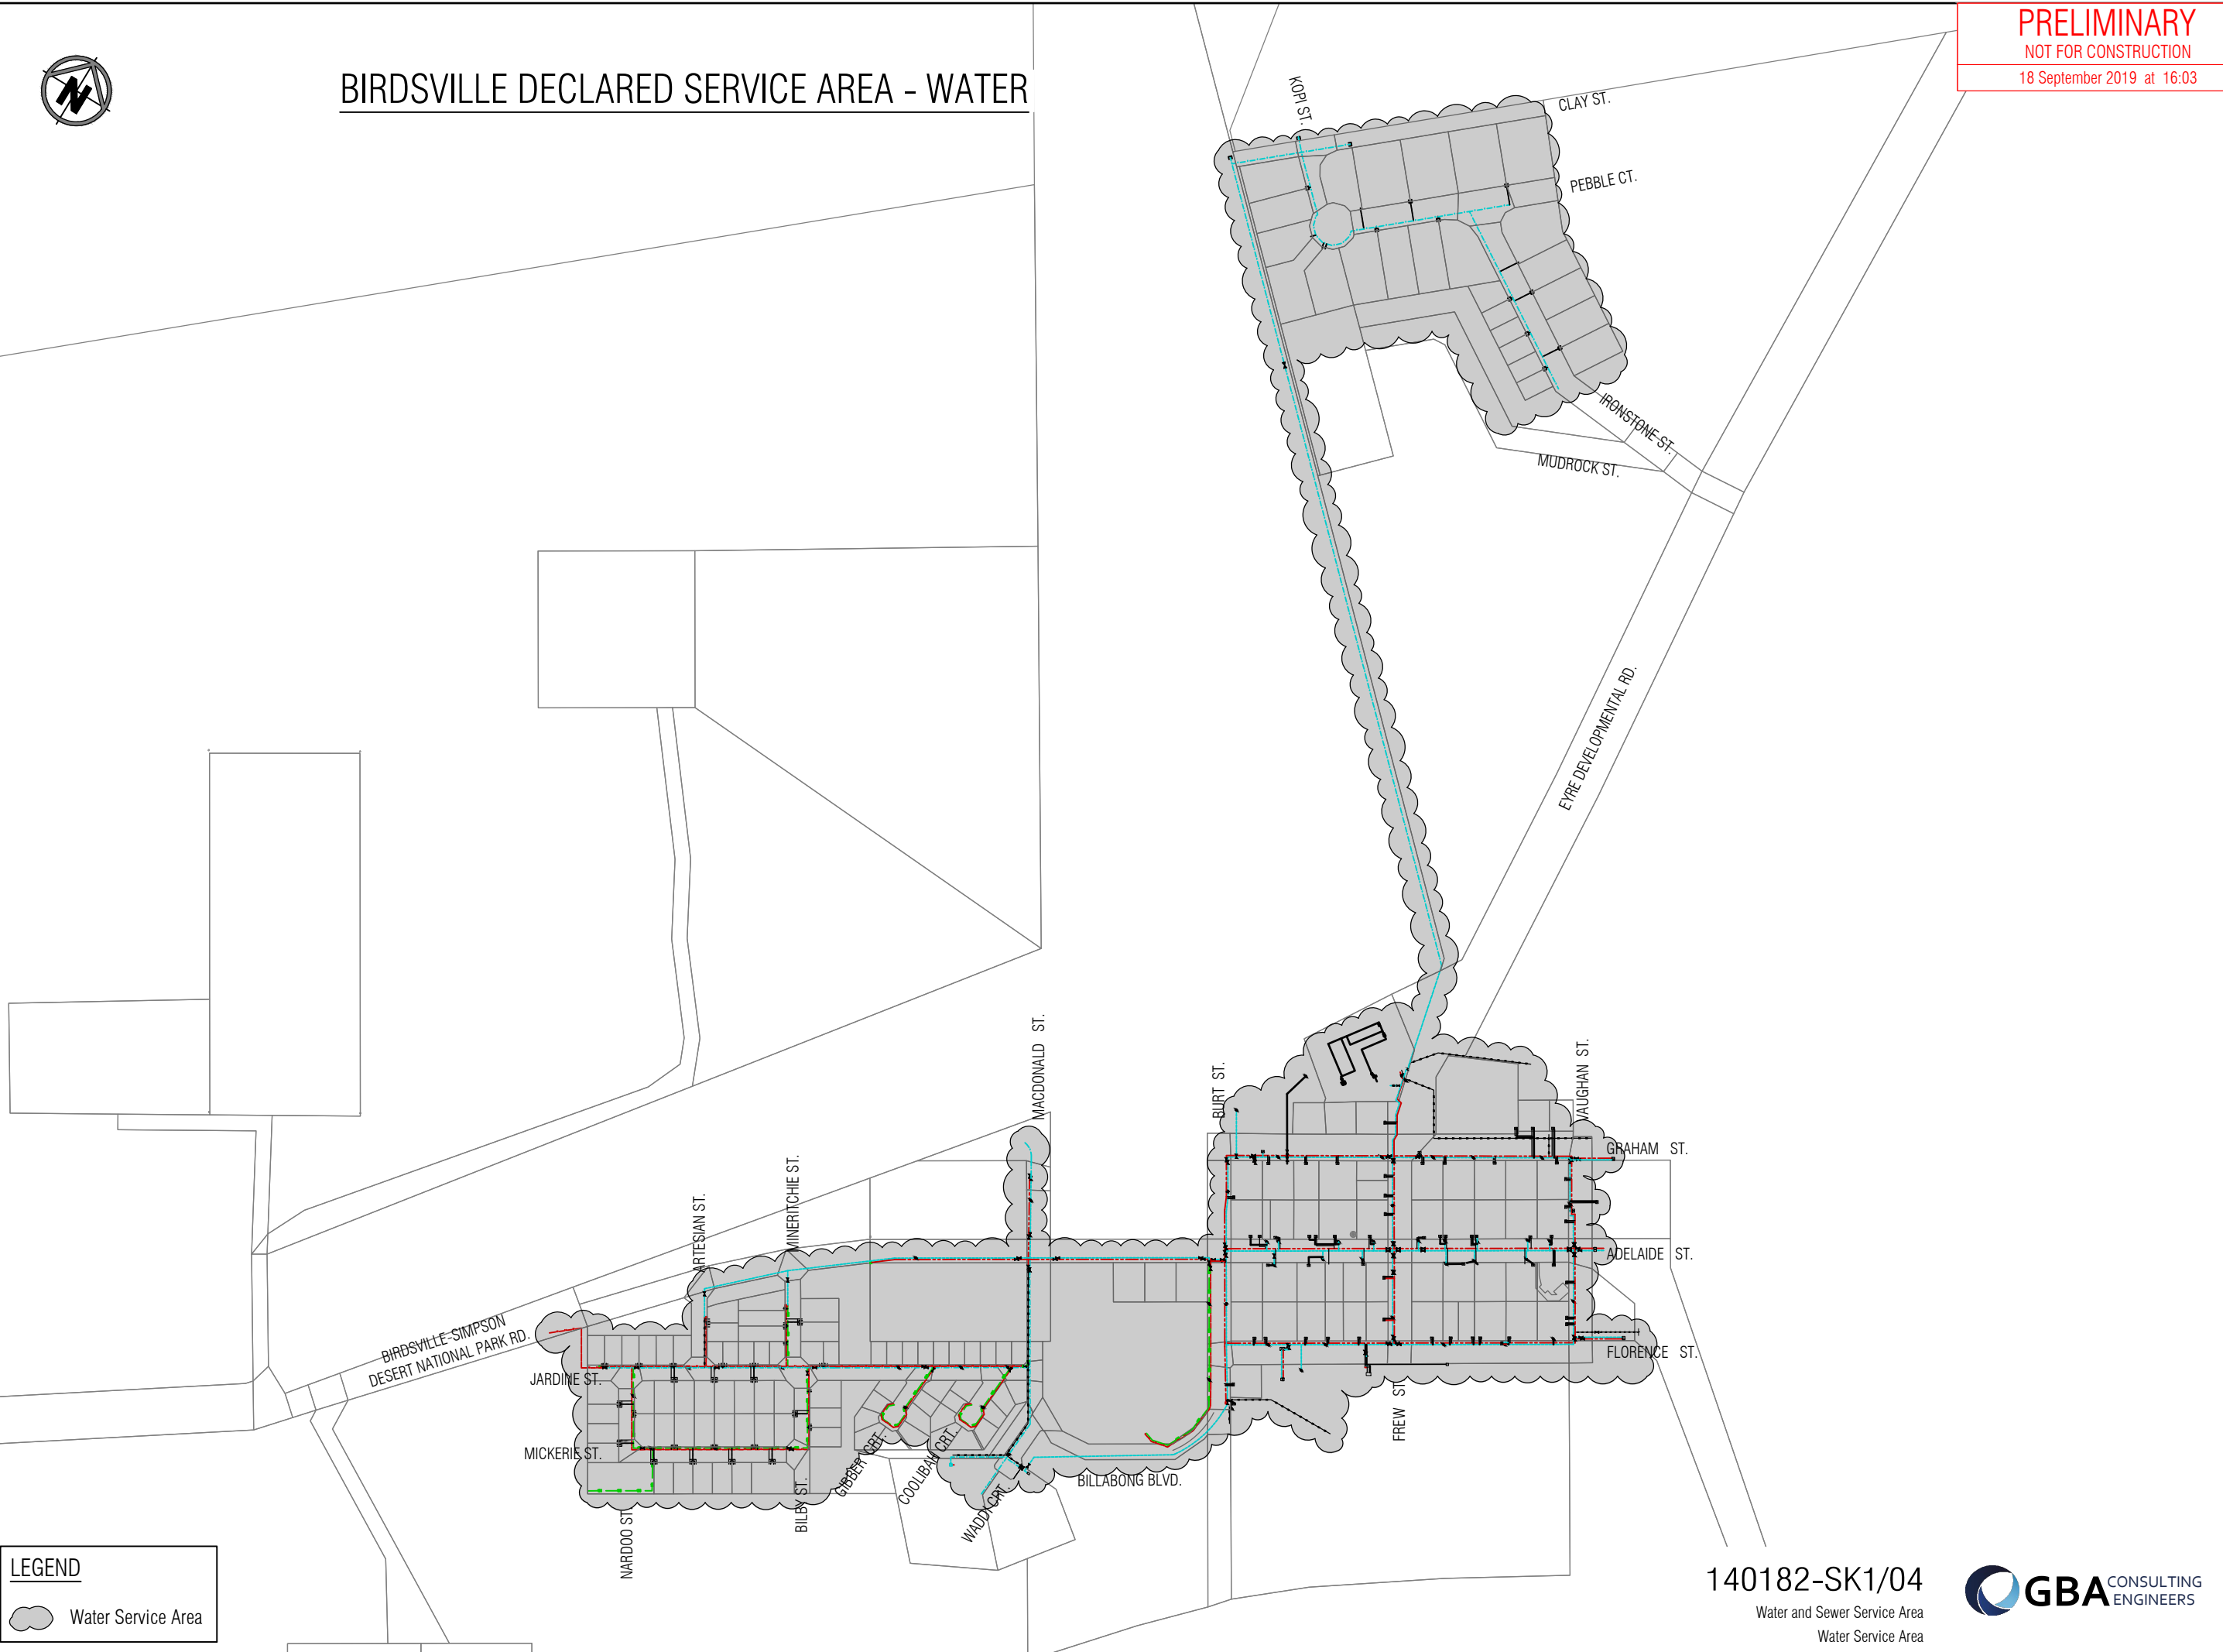 PRELIMINARY
NOT FOR CONSTRUCTION
18 September 2019 at 16:03
N
BIRDSVILLE DECLARED SERVICE AREA - WATER
KOPI ST.
CLAY ST.
PEBBLE CT.
IRONSTONE ST.
MUDROCK ST.
EYRE DEVELOPMENTAL RD.
MACDONALD ST.
BURT ST.
VAUGHAN ST.
GRAHAM ST.
ARTESIAN ST.
MINERITCHIE ST.
ADELAIDE ST.
BIRDSVILLE-SIMPSON
DESERT NATIONAL PARK RD.
FLORENCE ST.
JARDINE ST.
FREW ST.
MICKERIE ST.
GIBBER CRT.
COOLIBAH CRT.
WADDI CRT.
BILLABONG BLVD.
BILBY ST.
NARDOO ST.
LEGEND
Water Service Area
140182-SK1/04
Water and Sewer Service Area
Water Service Area
GBA CONSULTING
ENGINEERS